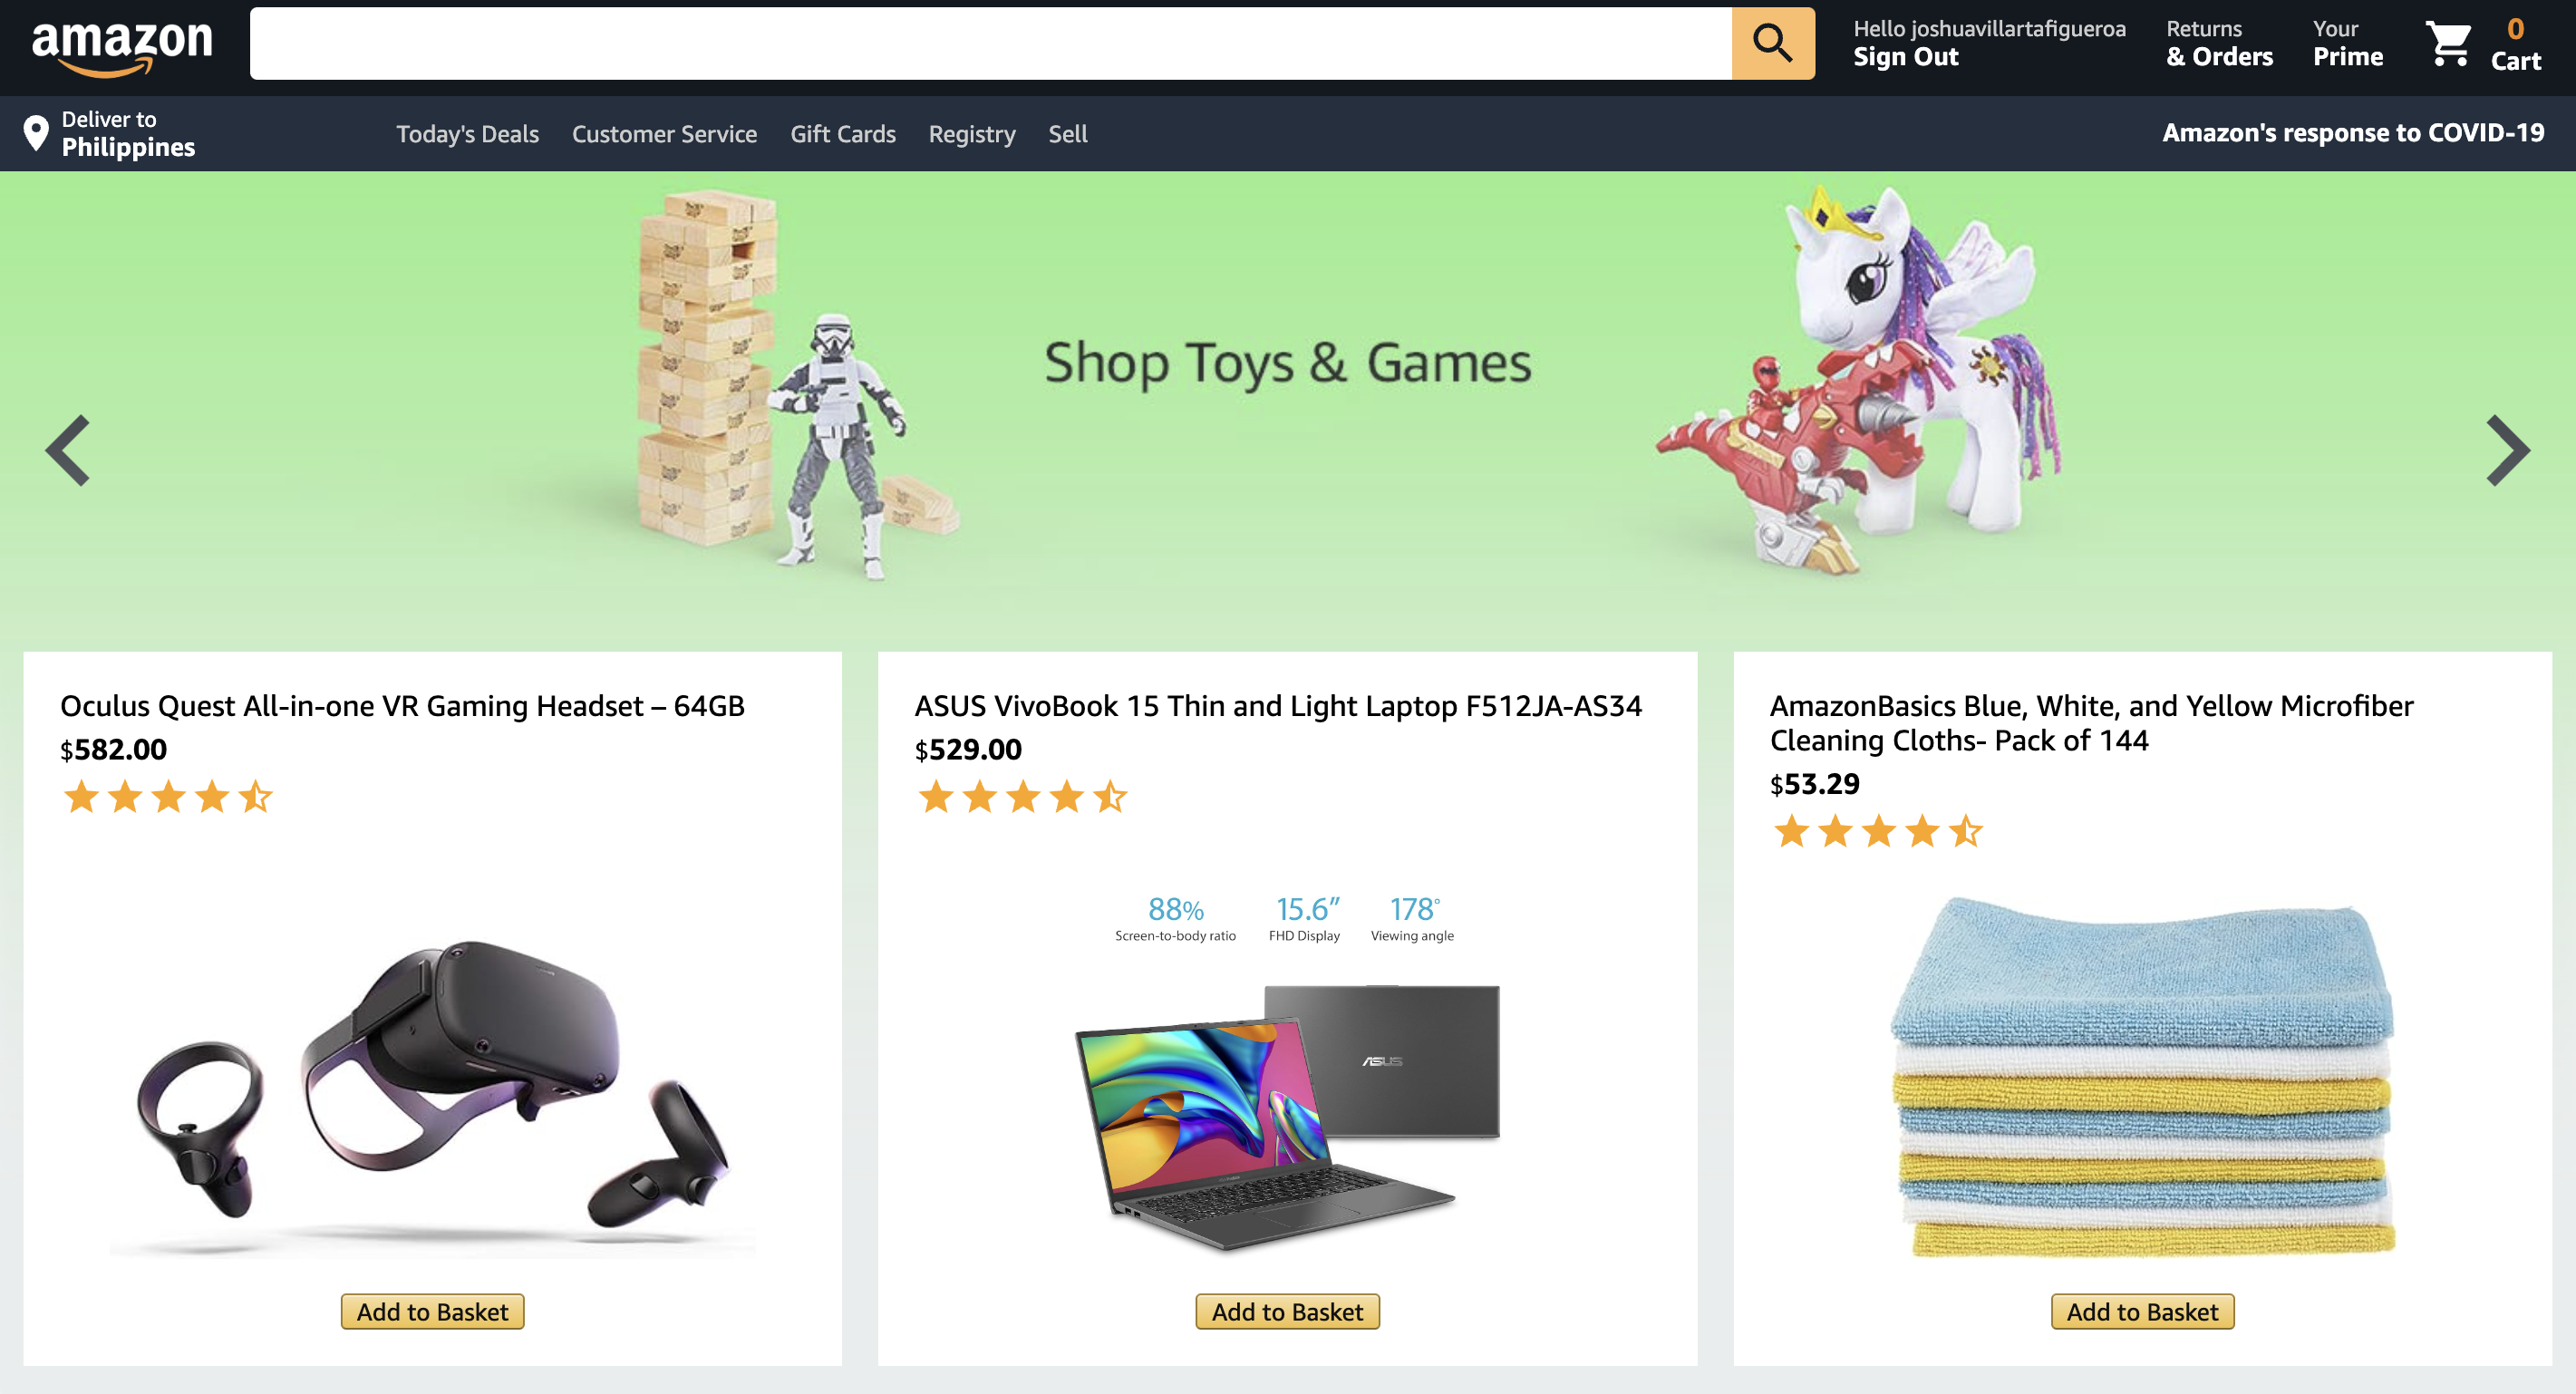 amazon
Hello joshuavillartafigueroa
Sign Out
Returns
& Orders
Your
Prime
0
Cart
Deliver to
Philippines
Today's Deals
Customer Service
Gift Cards
Registry
Sell
Amazon's response to COVID-19
Shop Toys & Games
Oculus Quest All-in-one VR Gaming Headset – 64GB
$582.00
ASUS VivoBook 15 Thin and Light Laptop F512JA-AS34
$529.00
88%
Screen-to-body ratio
15.6”
FHD Display
178°
Viewing angle
ASUS
AmazonBasics Blue, White, and Yellow Microfiber
Cleaning Cloths- Pack of 144
$53.29
Add to Basket
Add to Basket
Add to Basket